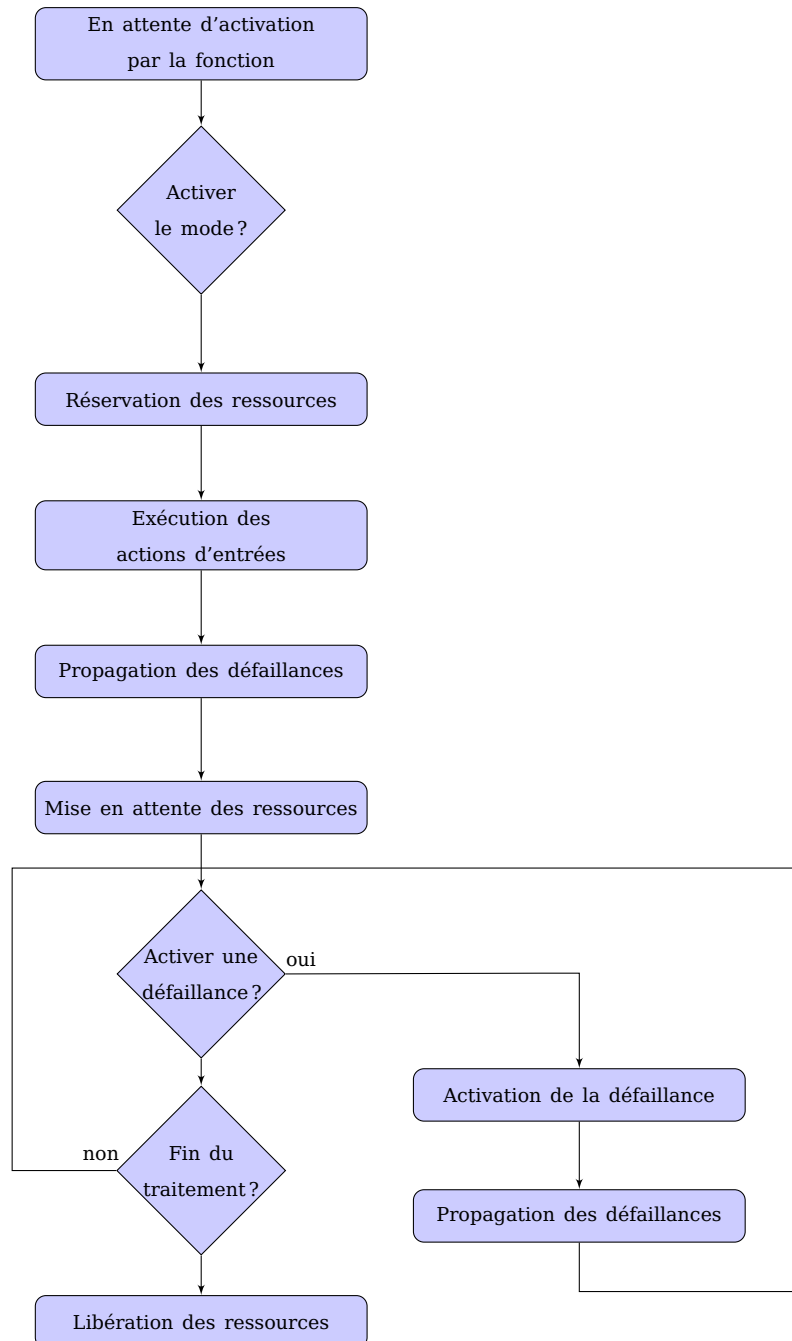 En attente d’activation
par la fonction
Activer
le mode ?
Réservation des ressources
Exécution des
actions d’entrées
Propagation des défaillances
Mise en attente des ressources
Activer une
défaillance ?
oui
Activation de la défaillance
non
Fin du
traitement ?
Propagation des défaillances
Libération des ressources